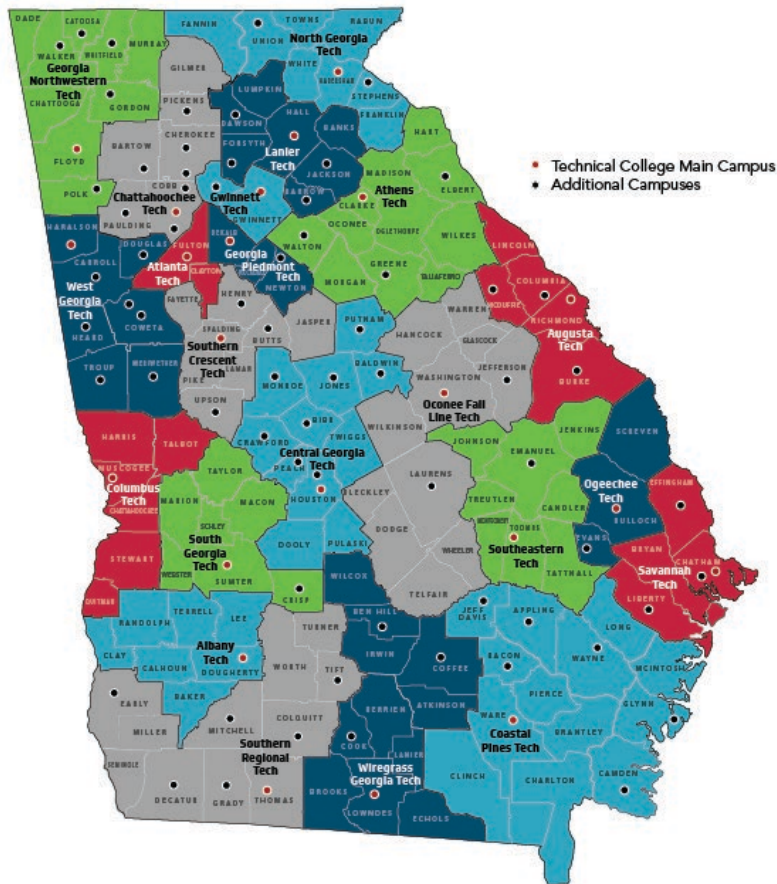 DADE
CATOOSA
WALKER
WHITFIELD
MURRAY
Georgia
Northwestern
Tech
CHATTOOGA
GORDON
FLOYD
POLK
FANNIN
UNION
TOWNS
RABUN
North Georgia
Tech
WHITE
HABERSHAM
STEPHENS
FRANKLIN
GILMER
PICKENS
CHEROKEE
BARTOW
COBB
Chattahoochee
Tech
PAULDING
LUMPKIN
DAWSON
HALL
BANKS
FORSYTH
Lanier
Tech
JACKSON
BARROW
Gwinnett
Tech
GWINNETT
HART
MADISON
ELBERT
Athens
Tech
CLARKE
OCONEE
OGLETHORPE
WILKES
WALTON
GREENE
MORGAN
TALIAFERRO
Technical College Main Campus
Additional Campuses
HARALSON
CARROLL
DOUGLAS
West
Georgia
Tech
HEARD
COWETA
TROUP
MERIWETHER
FULTON
Atlanta
Tech
CLAYTON
DEKALB
Georgia
Piedmont
Tech
NEWTON
FAYETTE
HENRY
SPALDING
BUTTS
JASPER
Southern
Crescent
Tech
LAMAR
PIKE
UPSON
LINCOLN
COLUMBIA
MCDUFFIE
RICHMOND
Augusta
Tech
BURKE
WARREN
HANCOCK
GLASCOCK
JEFFERSON
WASHINGTON
Oconee Fall
Line Tech
WILKINSON
LAURENS
BLECKLEY
DODGE
WHEELER
TELFAIR
PUTNAM
BALDWIN
MONROE
JONES
BIBB
TWIGGS
CRAWFORD
Central Georgia
Tech
PEACH
HOUSTON
PULASKI
DOOLY
HARRIS
TALBOT
MUSCOGEE
Columbus
Tech
CHATTAHOOCHEE
STEWART
QUITMAN
TAYLOR
MARION
MACON
SCHLEY
South
Georgia
Tech
WEBSTER
SUMTER
CRISP
JOHNSON
EMANUEL
JENKINS
TREUTLEN
CANDLER
MONTGOMERY
TOOMBS
Southeastern
Tech
TATTNALL
SCREVEN
Ogeechee
Tech
BULLOCH
EVANS
EFFINGHAM
BRYAN
CHATHAM
Savannah
Tech
LIBERTY
RANDOLPH
TERRELL
LEE
CLAY
CALHOUN
Albany
Tech
DOUGHERTY
BAKER
TURNER
WORTH
TIFT
EARLY
MILLER
MITCHELL
COLQUITT
Southern
Regional
Tech
SEMINOLE
DECATUR
GRADY
THOMAS
WILCOX
BEN HILL
IRWIN
COFFEE
BERRIEN
ATKINSON
COOK
LANIER
Wiregrass
Georgia Tech
BROOKS
LOWNDES
ECHOLS
JEFF
DAVIS
APPLING
LONG
BACON
WAYNE
MCINTOSH
PIERCE
GLYNN
WARE
BRANTLEY
Coastal
Pines Tech
CLINCH
CHARLTON
CAMDEN